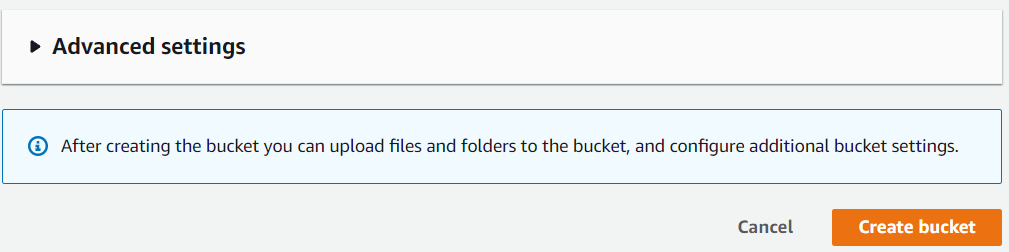 Advanced settings
After creating the bucket you can upload files and folders to the bucket, and configure additional bucket settings.
Cancel Create bucket